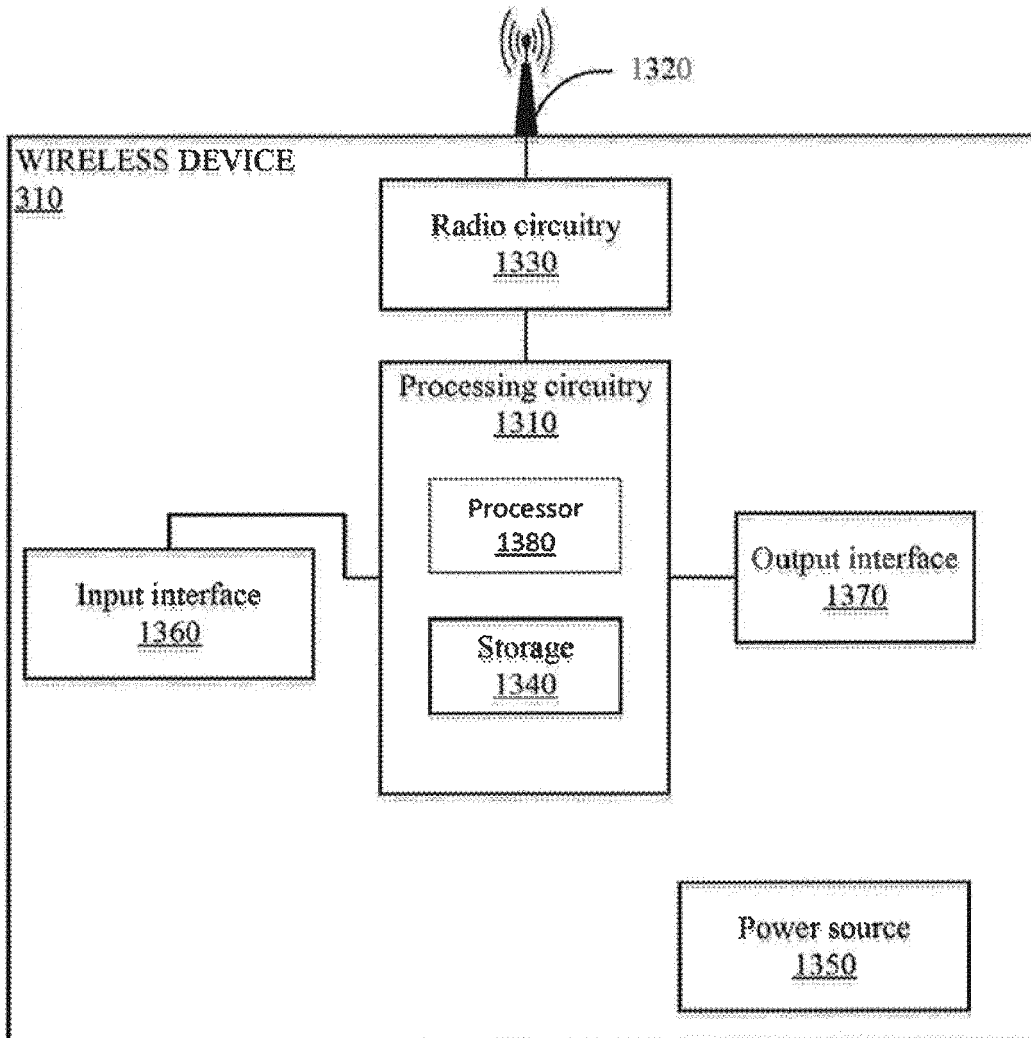 1320
WIRELESS DEVICE
310
Radio circuitry
1330
Processing circuitry
1310
Processor
1380
Input interface
1360
Output interface
1370
Storage
1340
Power source
1350